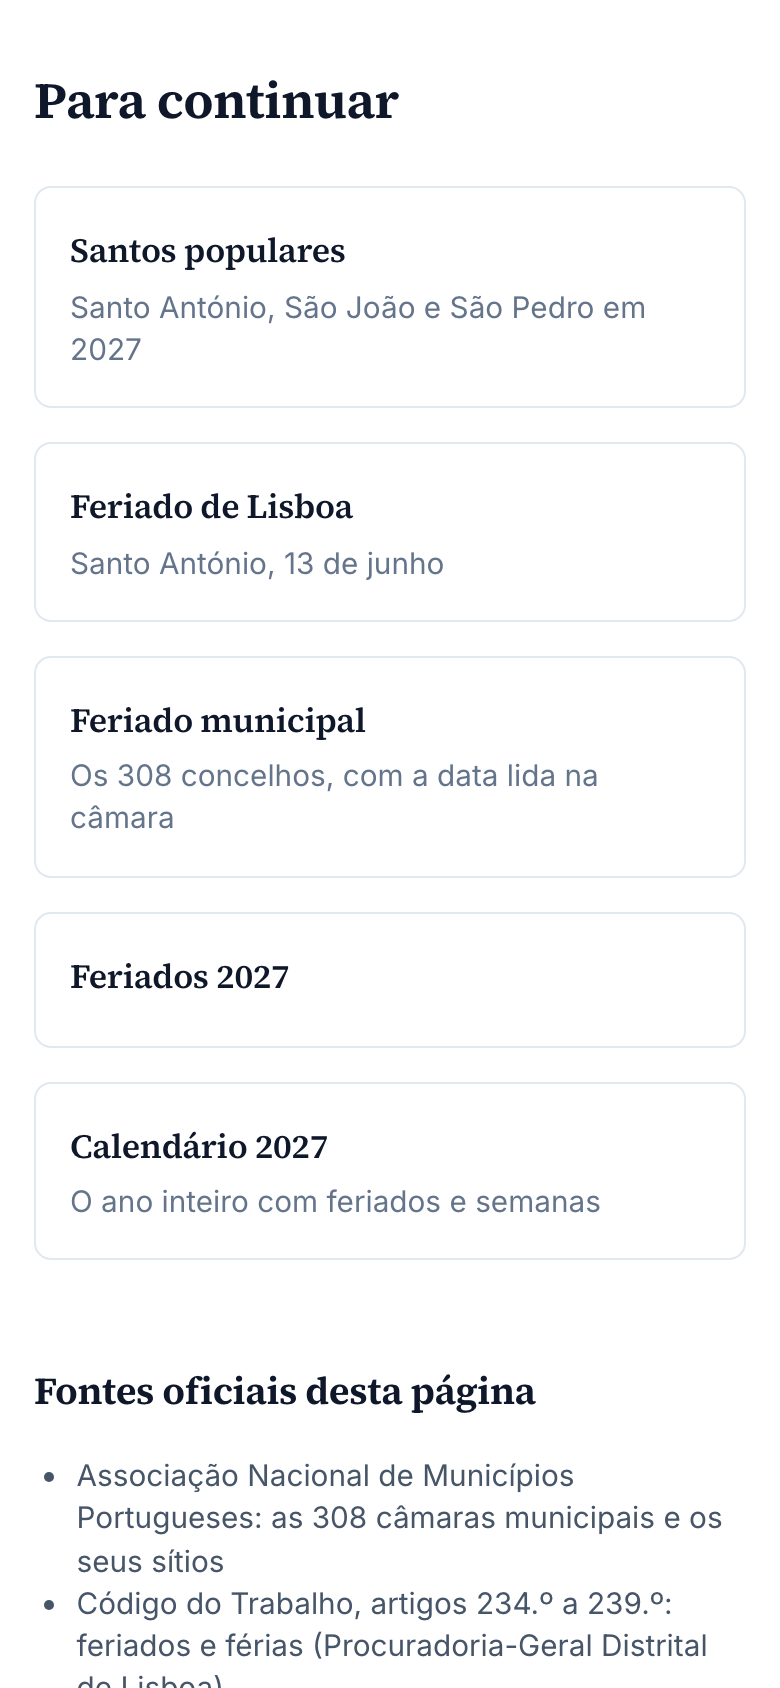 Para continuar
Santos populares
Santo António, São João e São Pedro em
2027
Feriado de Lisboa
Santo António, 13 de junho
Feriado municipal
Os 308 concelhos, com a data lida na
câmara
Feriados 2027
Calendário 2027
O ano inteiro com feriados e semanas
Fontes oficiais desta página
• Associação Nacional de Municípios
Portugueses: as 308 câmaras municipais e os
seus sítios
• Código do Trabalho, artigos 234.º a 239.º:
feriados e férias (Procuradoria-Geral Distrital
de Lisboa)